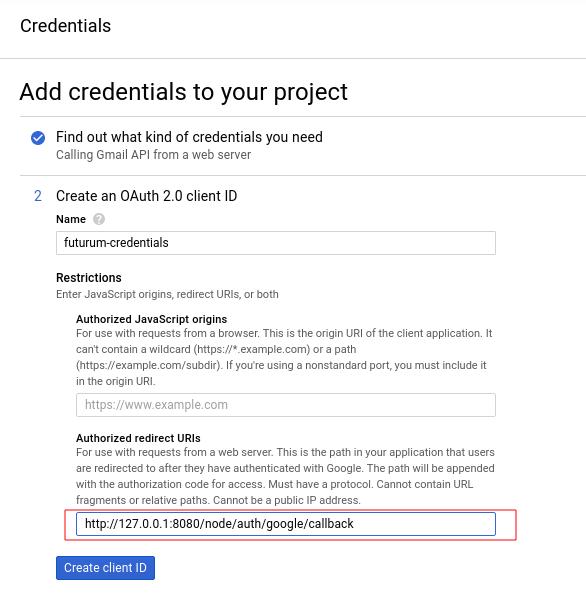 Credentials
Add credentials to your project
Find out what kind of credentials you need
Calling Gmail API from a web server
2 Create an OAuth 2.0 client ID
Name ?
futurum-credentials
Restrictions
Enter JavaScript origins, redirect URIs, or both
Authorized JavaScript origins
For use with requests from a browser. This is the origin URI of the client application. It
can't contain a wildcard (https://*.example.com) or a path
(https://example.com/subdir). If you're using a nonstandard port, you must include it
in the origin URI.
https://www.example.com
Authorized redirect URIs
For use with requests from a web server. This is the path in your application that users
are redirected to after they have authenticated with Google. The path will be appended
with the authorization code for access. Must have a protocol. Cannot contain URL
fragments or relative paths. Cannot be a public IP address.
http://127.0.0.1:8080/node/auth/google/callback
Create client ID